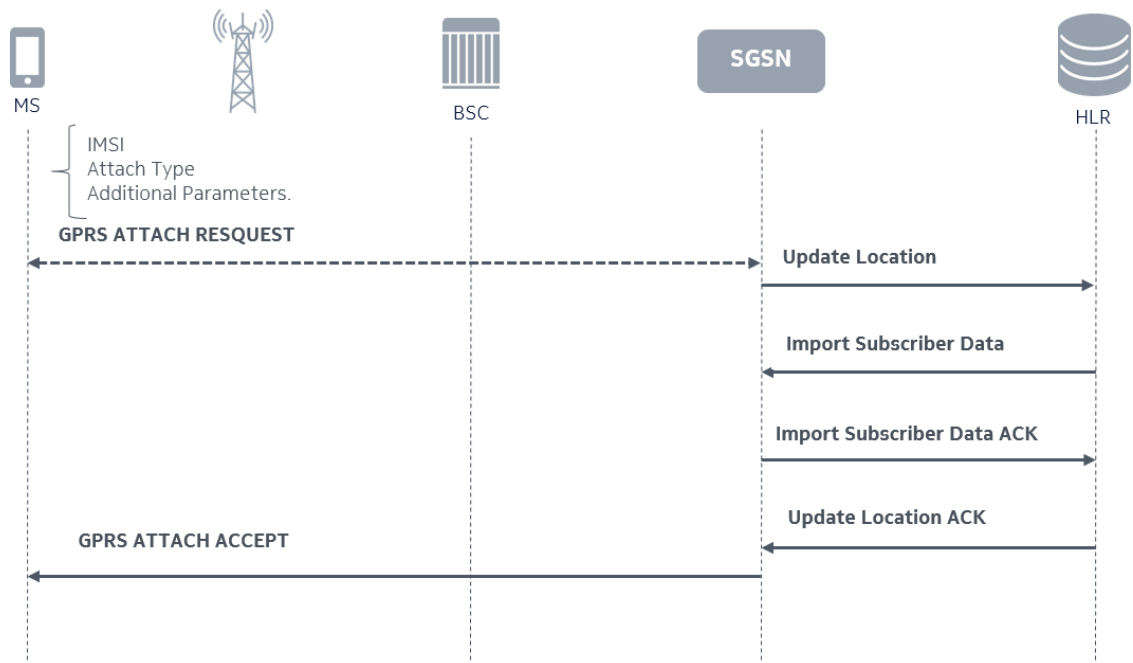 SGSN
MS
BSC
HLR
IMSI
Attach Type
Additional Parameters.
GPRS ATTACH RESQUEST
Update Location
Import Subscriber Data
Import Subscriber Data ACK
Update Location ACK
GPRS ATTACH ACCEPT